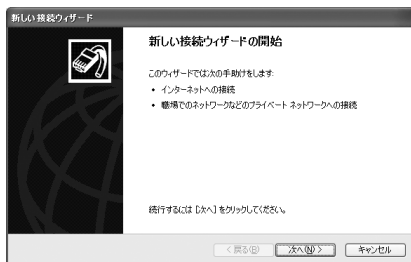 新しい接続ウィザード
新しい接続ウィザードの開始
このウィザードでは次の手助けをします:
• インターネットへの接続
• 職場でのネットワークなどのプライベート ネットワークへの接続
続行するには [次へ] をクリックしてください。
< 戻る(B)
次へ(N) >
キャンセル